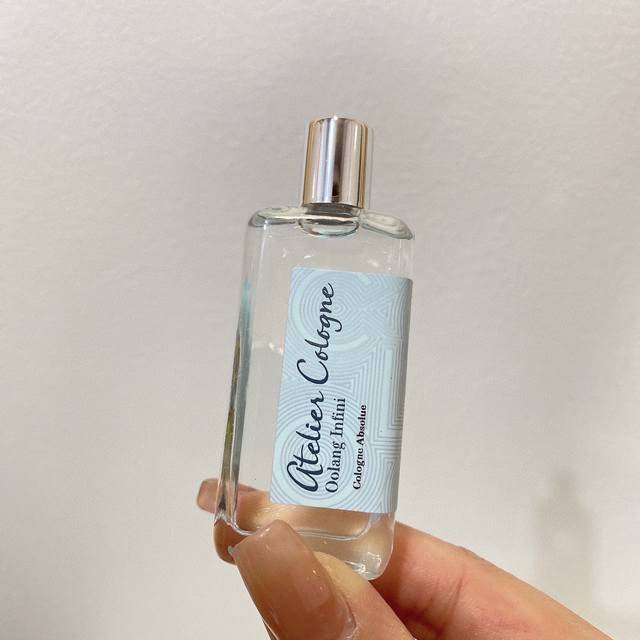 Atelier Cologne
Oolang Infini
Cologne Absolue